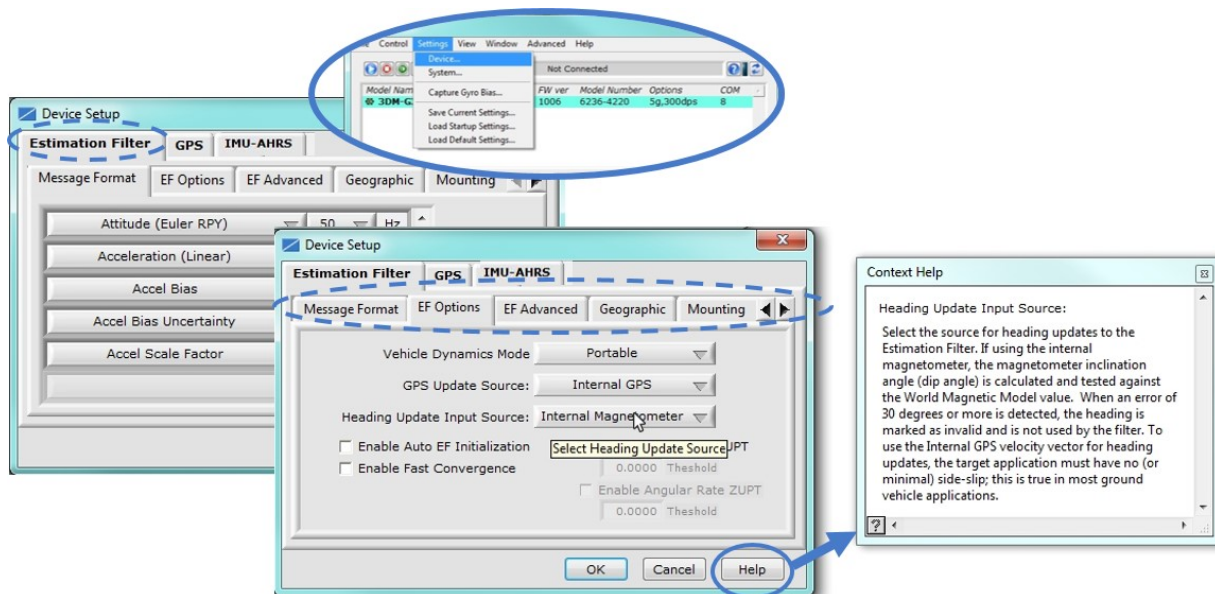 Control Settings View Window Advanced Help
Device...
System...
Capture Gyro Bias...
Save Current Settings...
Load Startup Settings...
Load Default Settings...
Not Connected
Model Nam FW ver Model Number Options COM
3DM-G 1006 6236-4220 5g,300dps 8
Device Setup
Estimation Filter GPS IMU-AHRS
Message Format EF Options EF Advanced Geographic Mounting
Attitude (Euler RPY) 50 Hz
Acceleration (Linear)
Accel Bias
Accel Bias Uncertainty
Accel Scale Factor
Device Setup
Estimation Filter GPS IMU-AHRS
Message Format EF Options EF Advanced Geographic Mounting
Vehicle Dynamics Mode Portable
GPS Update Source: Internal GPS
Heading Update Input Source: Internal Magnetometer
Enable Auto EF Initialization Select Heading Update Source UPT
Enable Fast Convergence 0.0000 Theshold
Enable Angular Rate ZUPT
0.0000 Theshold
OK Cancel Help
Context Help
Heading Update Input Source:
Select the source for heading updates to the
Estimation Filter. If using the internal
magnetometer, the magnetometer inclination
angle (dip angle) is calculated and tested against
the World Magnetic Model value. When an error of
30 degrees or more is detected, the heading is
marked as invalid and is not used by the filter. To
use the Internal GPS velocity vector for heading
updates, the target application must have no (or
minimal) side-slip; this is true in most ground
vehicle applications.